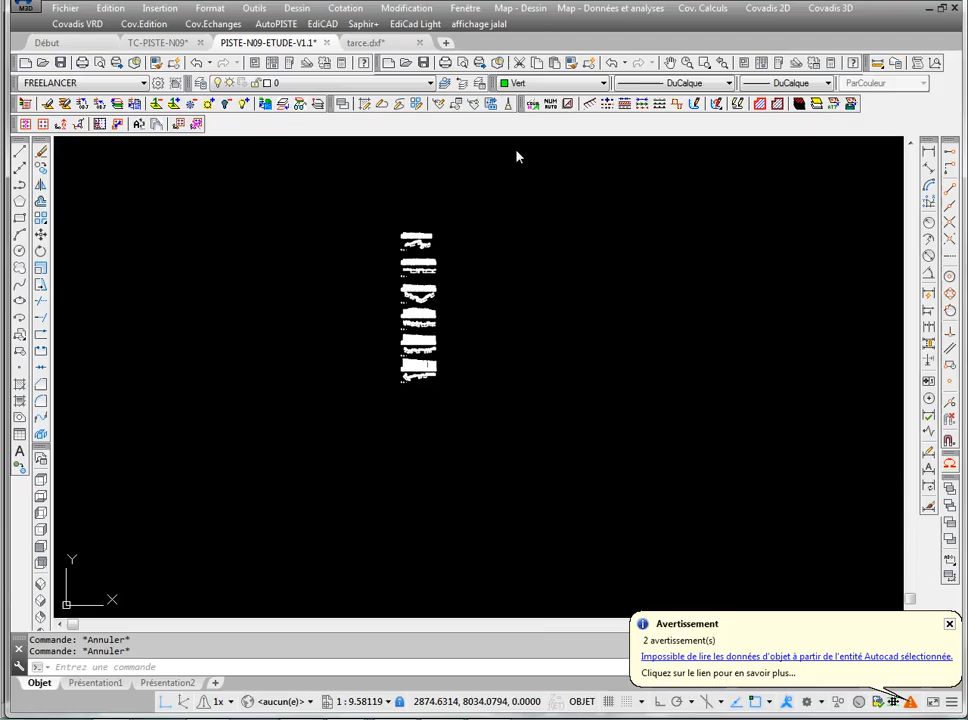 M3D
Fichier Edition Insertion Format Outils Dessin Cotation Modification Fenêtre Map - Dessin Map - Données et analyses Cov. Calculs Covadis 2D Covadis 3D
Covadis VRD Cov.Edition Cov.Echanges AutoPISTE EdiCAD Saphir+ EdiCad Light affichage jalal
Début TC-PISTE-N09* PISTE-N09-ETUDE-V1.1* tarce.dxf*
FREELANCER 0 Vert DuCalque DuCalque ParCouleur
Y
X
Commande: *Annuler*
Commande: *Annuler*
Entrez une commande
Avertissement
2 avertissement(s)
Impossible de lire les données d'objet à partir de l'entité Autocad sélectionnée.
Cliquez sur le lien pour en savoir plus...
Objet Présentation1 Présentation2
1x <aucun(e)> 1 : 9.58119 2874.6314, 8034.0794, 0.0000 OBJET